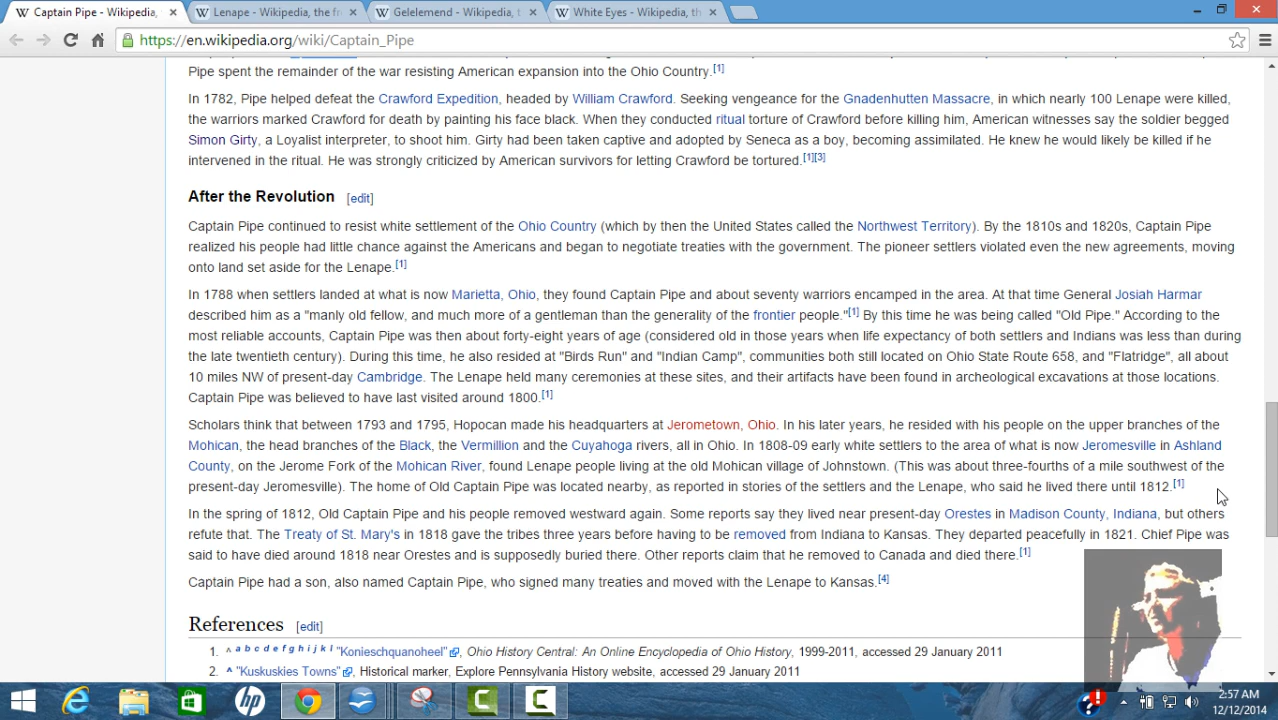 Captain Pipe - Wikipedia,
Lenape - Wikipedia, the fr
Gelelemend - Wikipedia, t
White Eyes - Wikipedia, th
https://en.wikipedia.org/wiki/Captain_Pipe
Pipe spent the remainder of the war resisting American expansion into the Ohio Country.[1]
In 1782, Pipe helped defeat the Crawford Expedition, headed by William Crawford. Seeking vengeance for the Gnadenhutten Massacre, in which nearly 100 Lenape were killed,
the warriors marked Crawford for death by painting his face black. When they conducted ritual torture of Crawford before killing him, American witnesses say the soldier begged
Simon Girty, a Loyalist interpreter, to shoot him. Girty had been taken captive and adopted by Seneca as a boy, becoming assimilated. He knew he would likely be killed if he
intervened in the ritual. He was strongly criticized by American survivors for letting Crawford be tortured.[1][3]
After the Revolution [edit]
Captain Pipe continued to resist white settlement of the Ohio Country (which by then the United States called the Northwest Territory). By the 1810s and 1820s, Captain Pipe
realized his people had little chance against the Americans and began to negotiate treaties with the government. The pioneer settlers violated even the new agreements, moving
onto land set aside for the Lenape.[1]
In 1788 when settlers landed at what is now Marietta, Ohio, they found Captain Pipe and about seventy warriors encamped in the area. At that time General Josiah Harmar
described him as a "manly old fellow, and much more of a gentleman than the generality of the frontier people."[1] By this time he was being called "Old Pipe." According to the
most reliable accounts, Captain Pipe was then about forty-eight years of age (considered old in those years when life expectancy of both settlers and Indians was less than during
the late twentieth century). During this time, he also resided at "Birds Run" and "Indian Camp", communities both still located on Ohio State Route 658, and "Flatridge", all about
10 miles NW of present-day Cambridge. The Lenape held many ceremonies at these sites, and their artifacts have been found in archeological excavations at those locations.
Captain Pipe was believed to have last visited around 1800.[1]
Scholars think that between 1793 and 1795, Hopocan made his headquarters at Jerometown, Ohio. In his later years, he resided with his people on the upper branches of the
Mohican, the head branches of the Black, the Vermillion and the Cuyahoga rivers, all in Ohio. In 1808-09 early white settlers to the area of what is now Jeromesville in Ashland
County, on the Jerome Fork of the Mohican River, found Lenape people living at the old Mohican village of Johnstown. (This was about three-fourths of a mile southwest of the
present-day Jeromesville). The home of Old Captain Pipe was located nearby, as reported in stories of the settlers and the Lenape, who said he lived there until 1812.[1]
In the spring of 1812, Old Captain Pipe and his people removed westward again. Some reports say they lived near present-day Orestes in Madison County, Indiana, but others
refute that. The Treaty of St. Mary's in 1818 gave the tribes three years before having to be removed from Indiana to Kansas. They departed peacefully in 1821. Chief Pipe was
said to have died around 1818 near Orestes and is supposedly buried there. Other reports claim that he removed to Canada and died there.[1]
Captain Pipe had a son, also named Captain Pipe, who signed many treaties and moved with the Lenape to Kansas.[4]
References [edit]
1. ^ a b c d e f g h i j k l "Konieschquanoheel", Ohio History Central: An Online Encyclopedia of Ohio History, 1999-2011, accessed 29 January 2011
2. ^ "Kuskuskies Towns", Historical marker, Explore Pennsylvania History website, accessed 29 January 2011
2:57 AM
12/12/2014